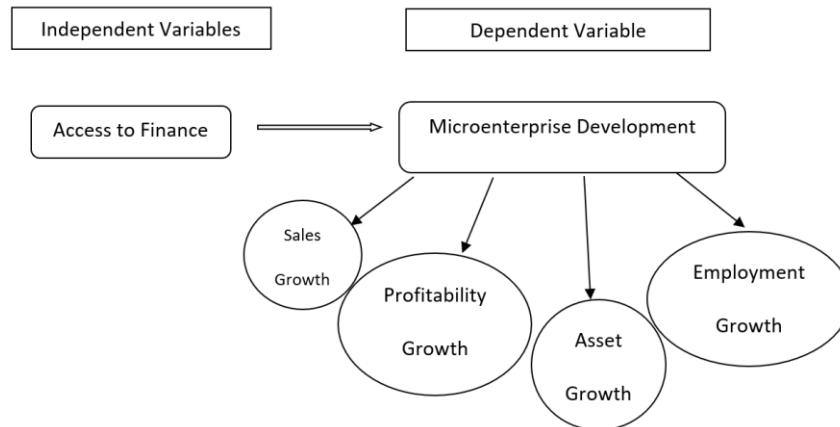 Independent Variables
Dependent Variable
Access to Finance
Microenterprise Development
Sales
Growth
Profitability
Growth
Asset
Growth
Employment
Growth